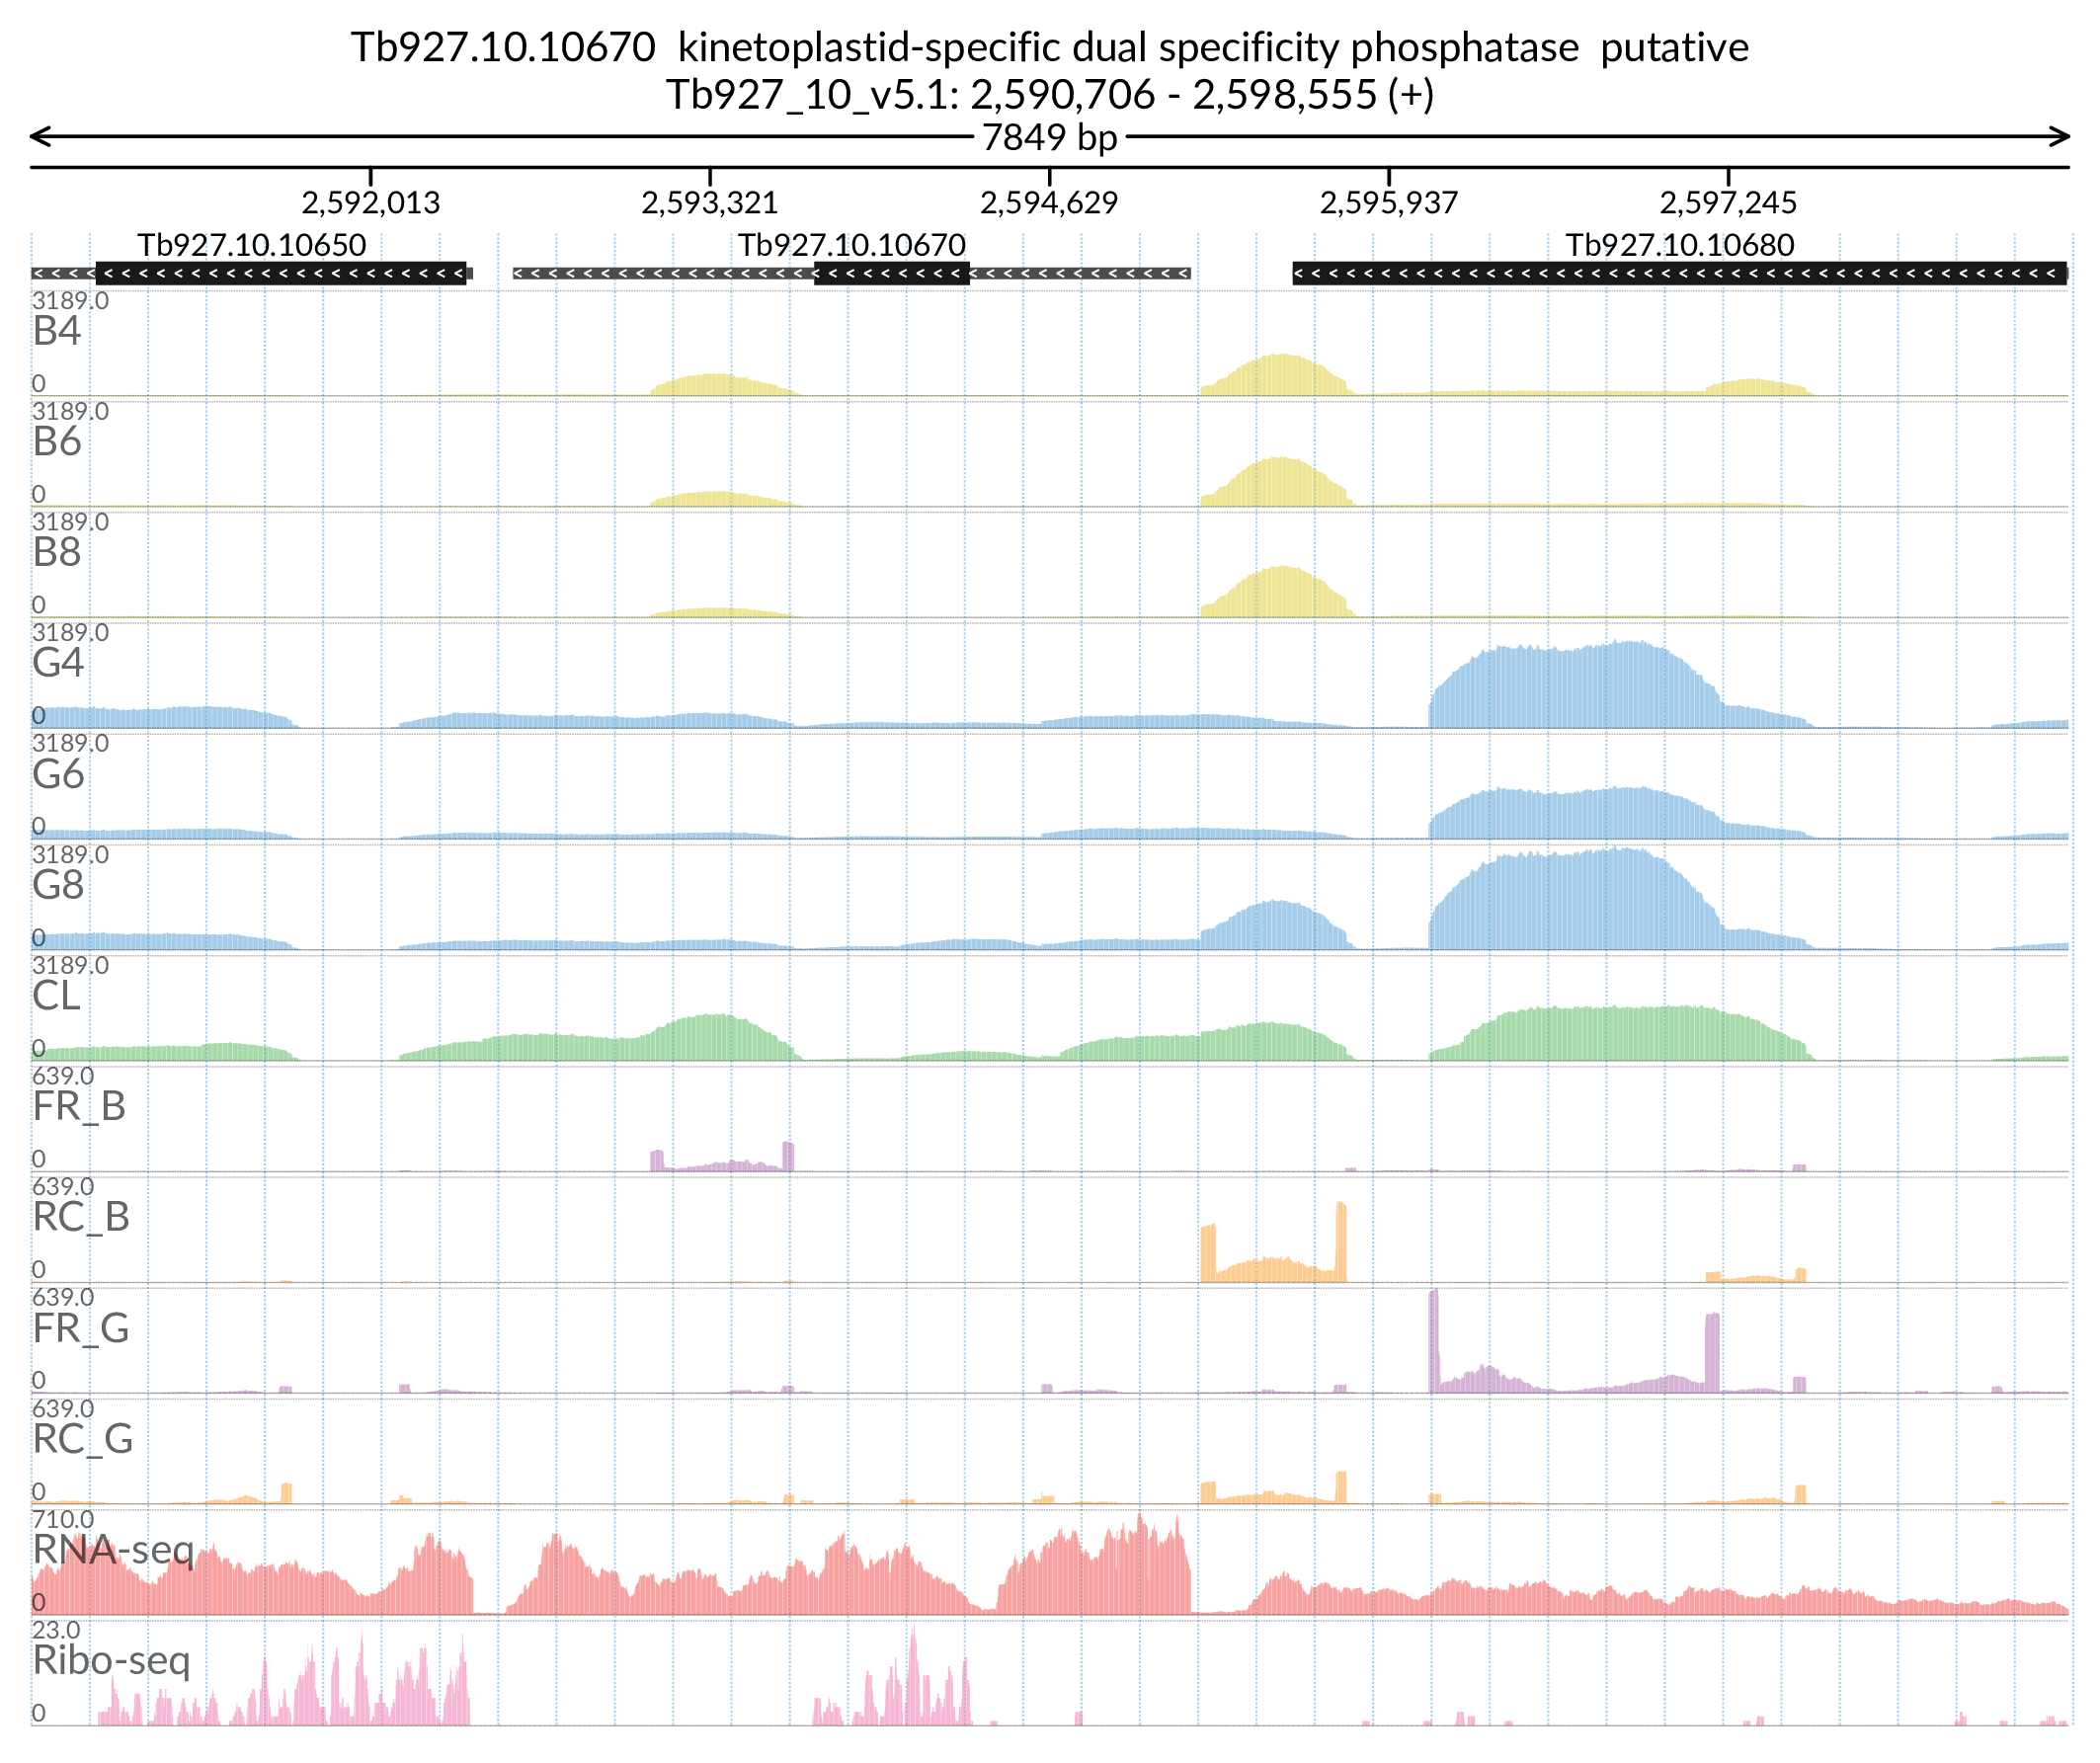 Tb927.10.10670 kinetoplastid-specific dual specificity phosphatase putative
Tb927_10_v5.1: 2,590,706 - 2,598,555 (+)
7849 bp
2,592,013 2,593,321 2,594,629 2,595,937 2,597,245
Tb927.10.10650 Tb927.10.10670 Tb927.10.10680
3189.0
B4
0
3189.0
B6
0
3189.0
B8
0
3189.0
G4
0
3189.0
G6
0
3189.0
G8
0
3189.0
CL
0
639.0
FR_B
0
639.0
RC_B
0
639.0
FR_G
0
639.0
RC_G
0
710.0
RNA-seq
0
23.0
Ribo-seq
0